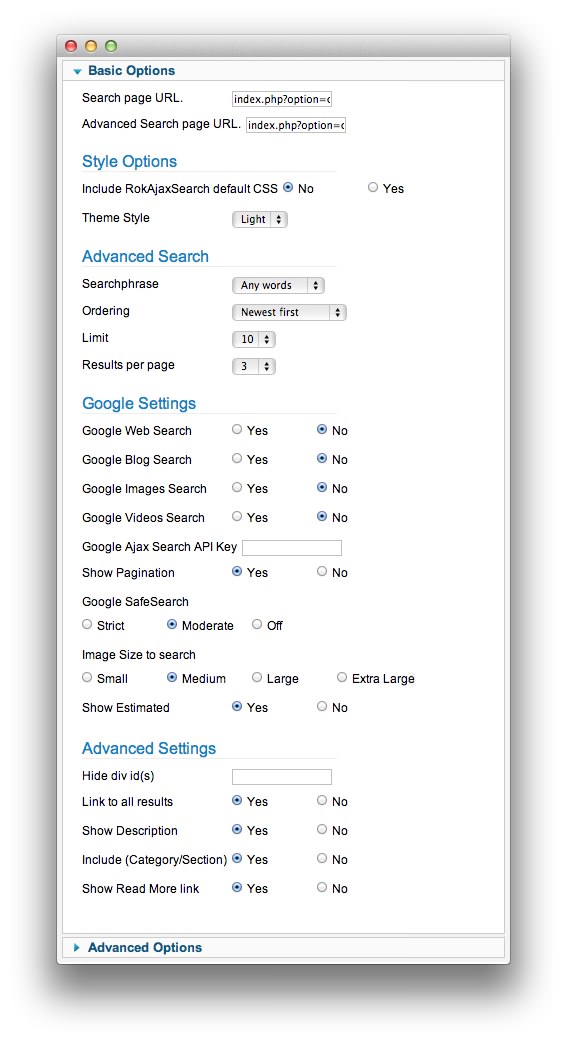 Basic Options
Search page URL. index.php?option=c
Advanced Search page URL. index.php?option=c
Style Options
Include RokAjaxSearch default CSS No Yes
Theme Style Light
Advanced Search
Searchphrase Any words
Ordering Newest first
Limit 10
Results per page 3
Google Settings
Google Web Search Yes No
Google Blog Search Yes No
Google Images Search Yes No
Google Videos Search Yes No
Google Ajax Search API Key
Show Pagination Yes No
Google SafeSearch
Strict Moderate Off
Image Size to search
Small Medium Large Extra Large
Show Estimated Yes No
Advanced Settings
Hide div id(s)
Link to all results Yes No
Show Description Yes No
Include (Category/Section) Yes No
Show Read More link Yes No
Advanced Options